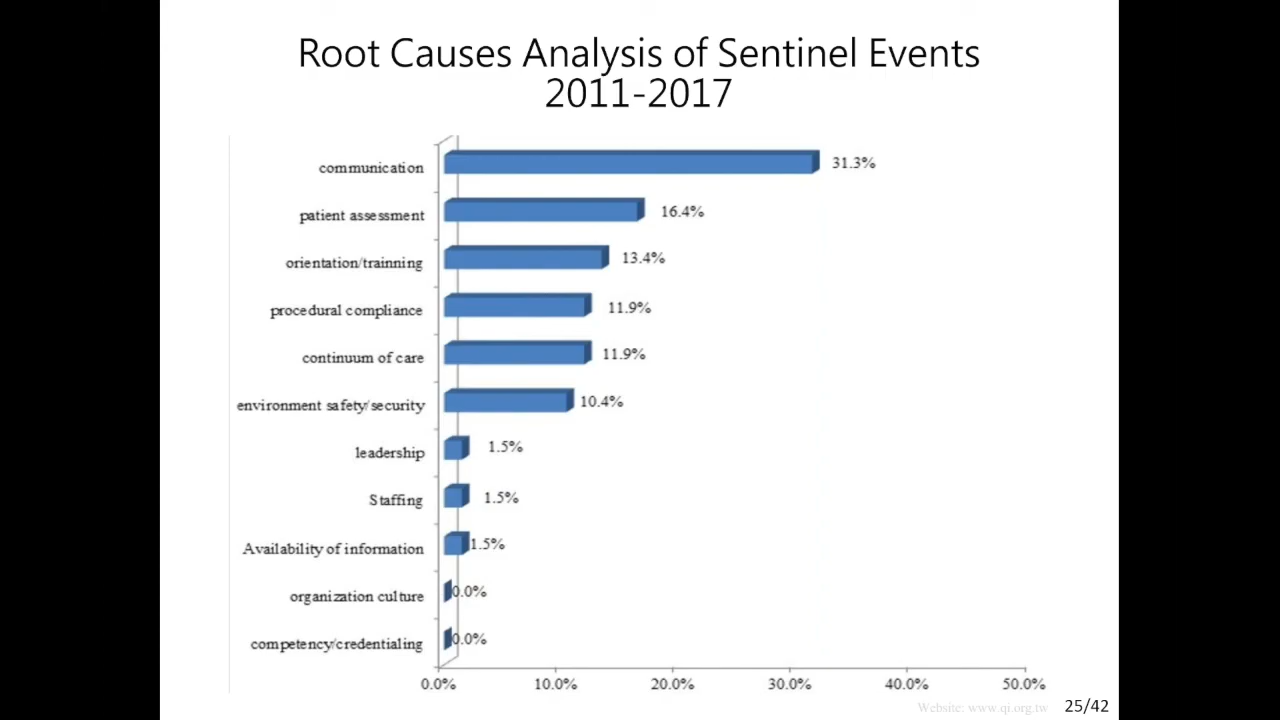 Root Causes Analysis of Sentinel Events
2011-2017
communication 31.3%
patient assessment 16.4%
orientation/trainning 13.4%
procedural compliance 11.9%
continuum of care 11.9%
environment safety/security 10.4%
leadership 1.5%
Staffing 1.5%
Availability of information 1.5%
organization culture 0.0%
competency/credentialing 0.0%
0.0% 10.0% 20.0% 30.0% 40.0% 50.0%
Website: www.qi.org.tw 25/42